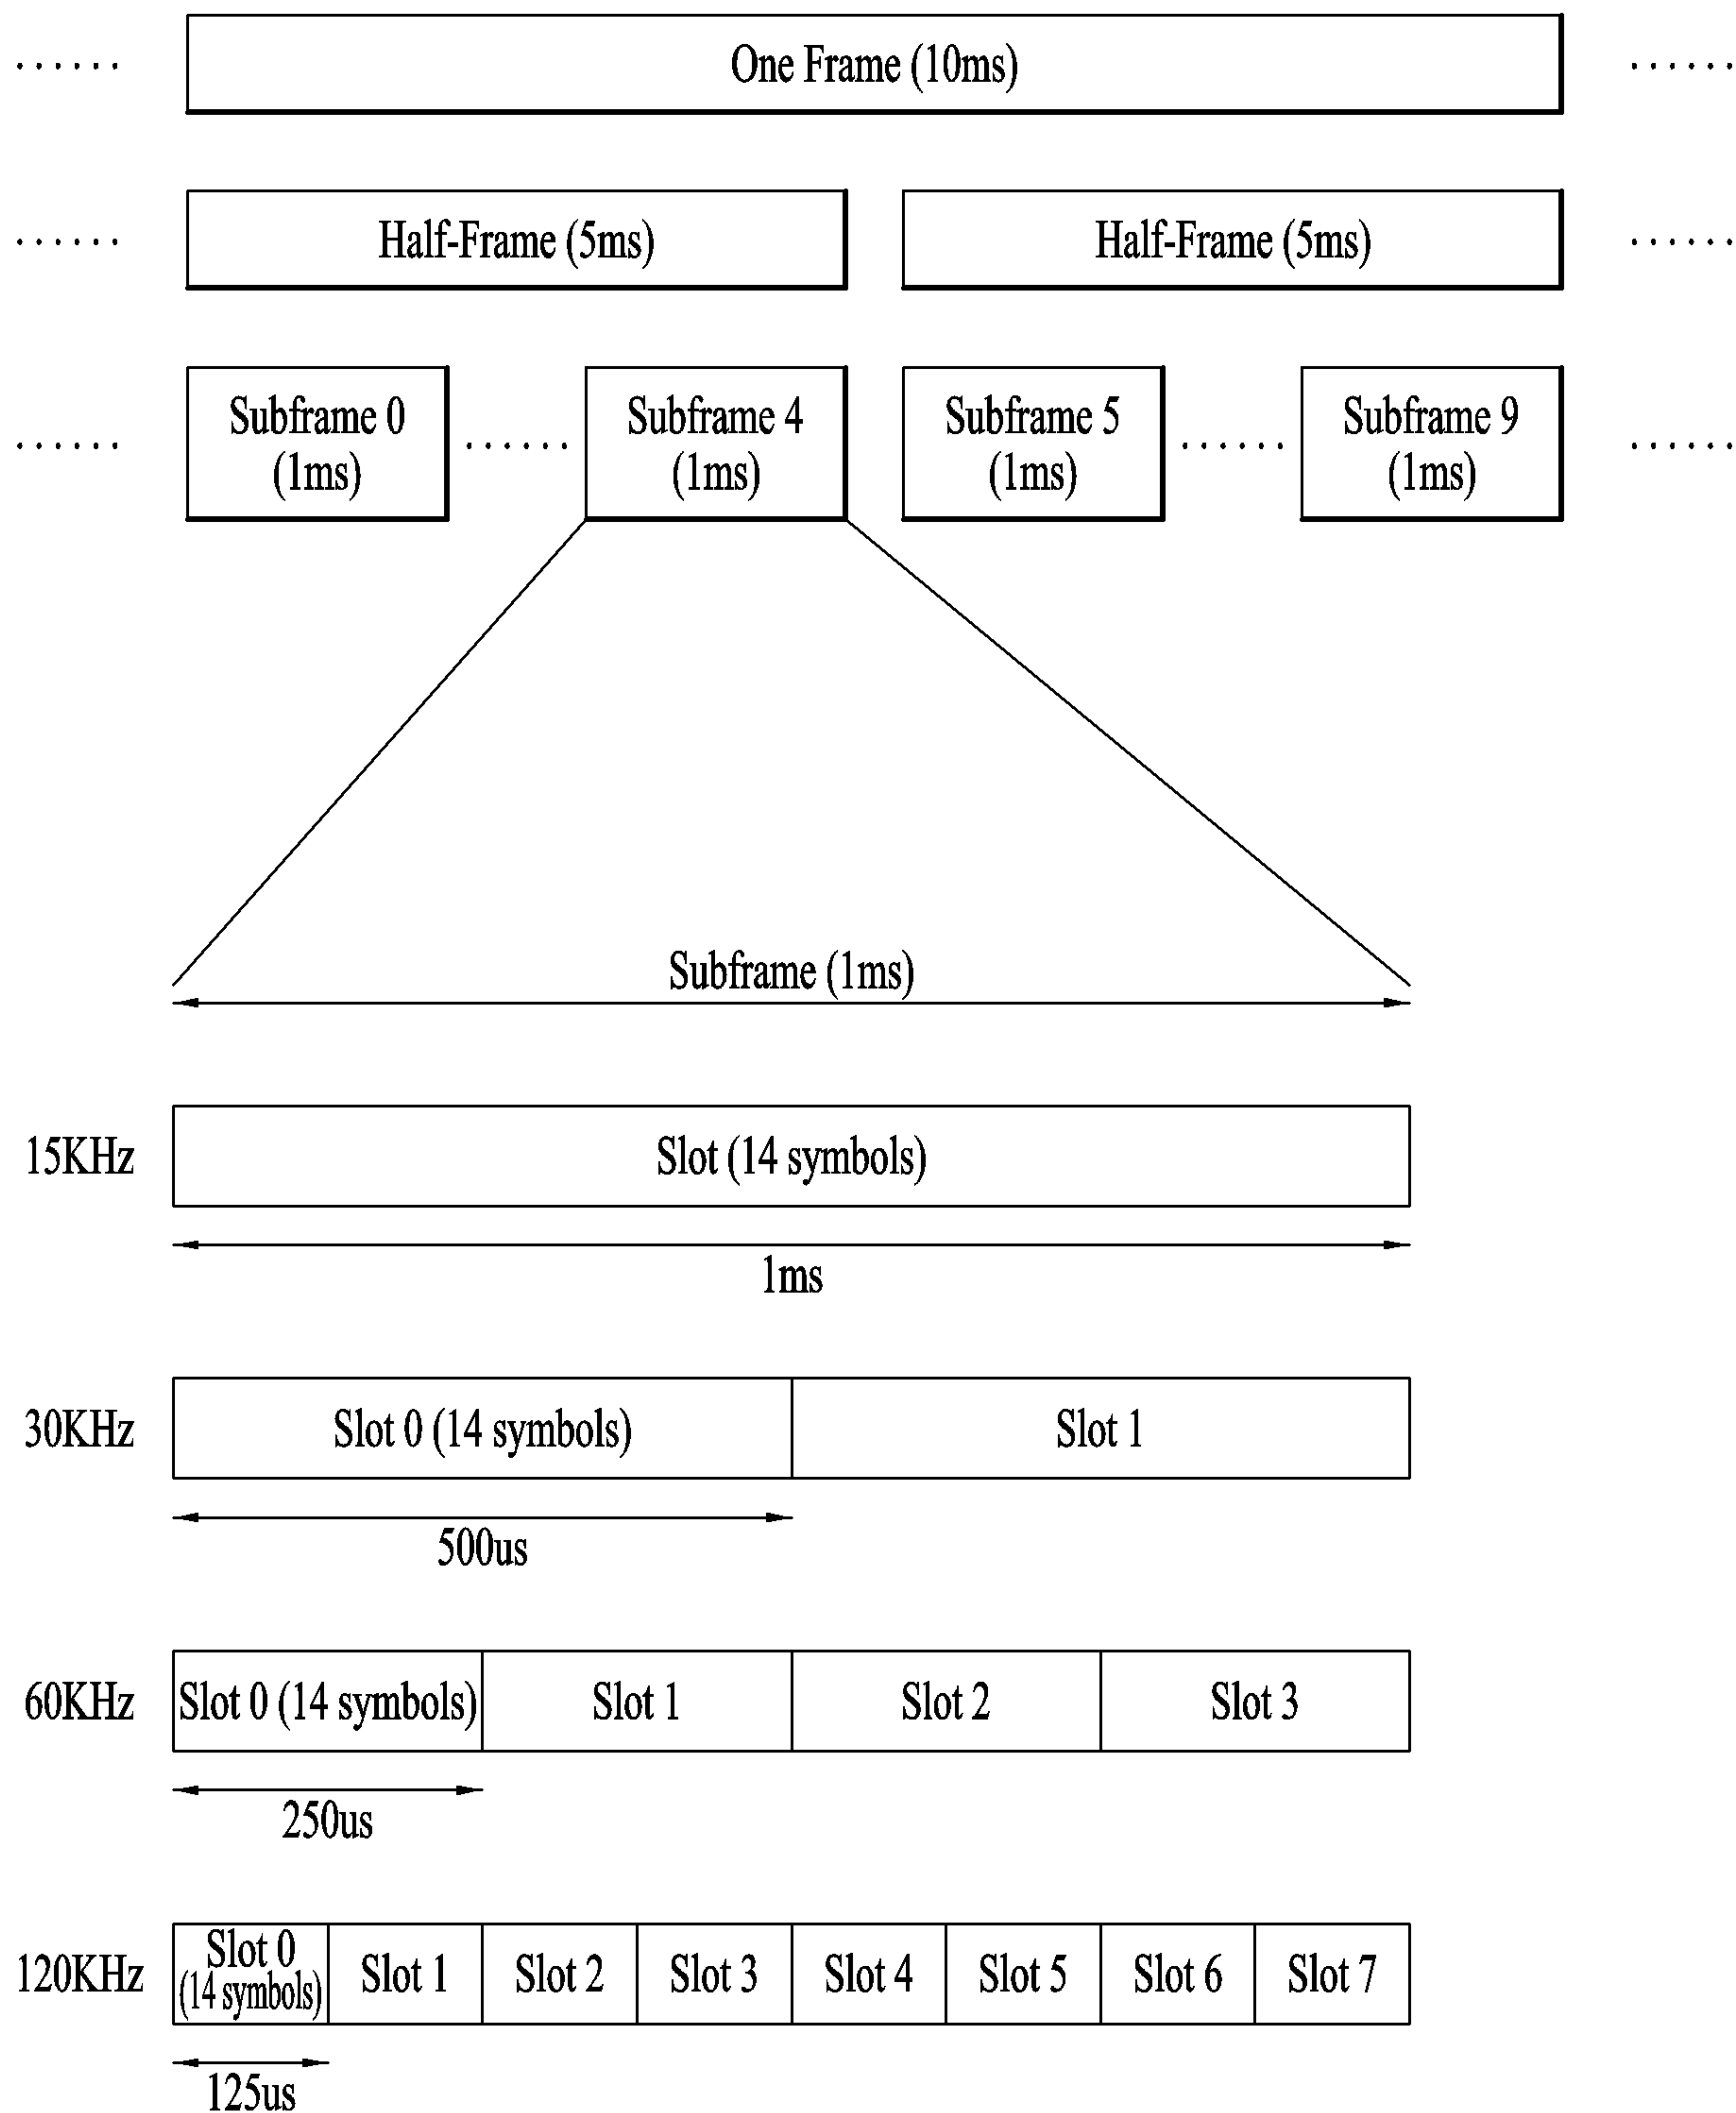 One Frame (10ms)
Half-Frame (5ms)
Half-Frame (5ms)
Subframe 0
(1ms)
Subframe 4
(1ms)
Subframe 5
(1ms)
Subframe 9
(1ms)
Subframe (1ms)
15KHz
Slot (14 symbols)
1ms
30KHz
Slot 0 (14 symbols)
Slot 1
500us
60KHz
Slot 0 (14 symbols)
Slot 1
Slot 2
Slot 3
250us
120KHz
Slot 0
(14 symbols)
Slot 1
Slot 2
Slot 3
Slot 4
Slot 5
Slot 6
Slot 7
125us